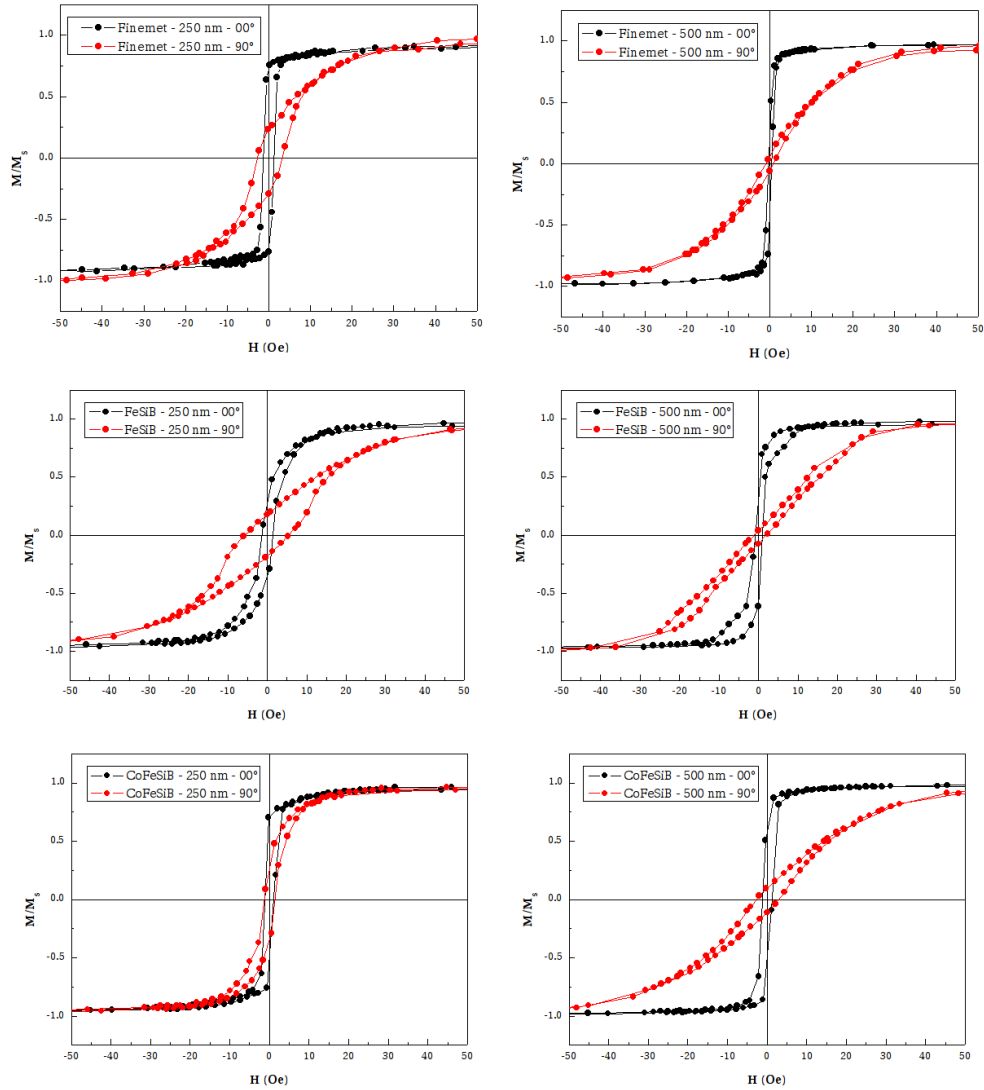 Finemet - 250 nm - 00°
Finemet - 250 nm - 90°
1.0
0.5
0.0
-0.5
-1.0
M/Ms
-50 -40 -30 -20 -10 0 10 20 30 40 50
H (Oe)
Finemet - 500 nm - 00°
Finemet - 500 nm - 90°
1.0
0.5
0.0
-0.5
-1.0
M/Ms
-50 -40 -30 -20 -10 0 10 20 30 40 50
H (Oe)
FeSiB - 250 nm - 00°
FeSiB - 250 nm - 90°
1.0
0.5
0.0
-0.5
-1.0
M/Ms
-50 -40 -30 -20 -10 0 10 20 30 40 50
H (Oe)
FeSiB - 500 nm - 00°
FeSiB - 500 nm - 90°
1.0
0.5
0.0
-0.5
-1.0
M/Ms
-50 -40 -30 -20 -10 0 10 20 30 40 50
H (Oe)
CoFeSiB - 250 nm - 00°
CoFeSiB - 250 nm - 90°
1.0
0.5
0.0
-0.5
-1.0
M/Ms
-50 -40 -30 -20 -10 0 10 20 30 40 50
H (Oe)
CoFeSiB - 500 nm - 00°
CoFeSiB - 500 nm - 90°
1.0
0.5
0.0
-0.5
-1.0
M/Ms
-50 -40 -30 -20 -10 0 10 20 30 40 50
H (Oe)